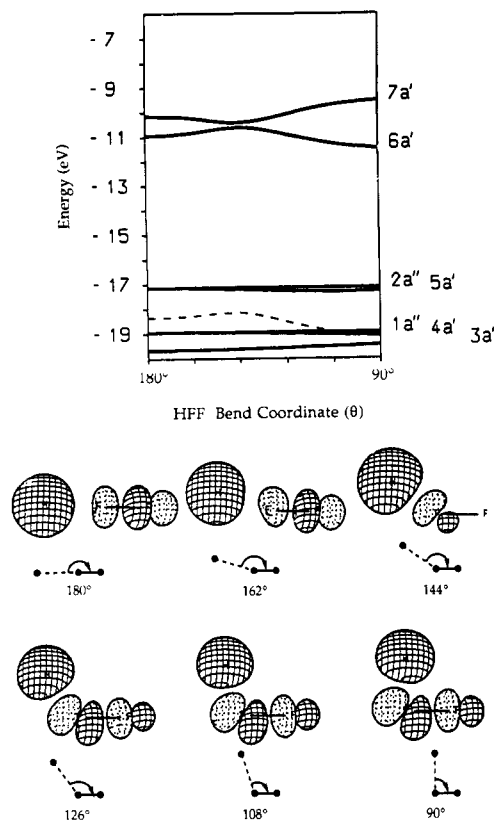 - 7
- 9
- 11
- 13
- 15
- 17
- 19
Energy (eV)
7a'
6a'
2a" 5a'
1a" 4a' 3a'
180° 90°
HFF Bend Coordinate (θ)
180°
162°
F
144°
126°
108°
90°